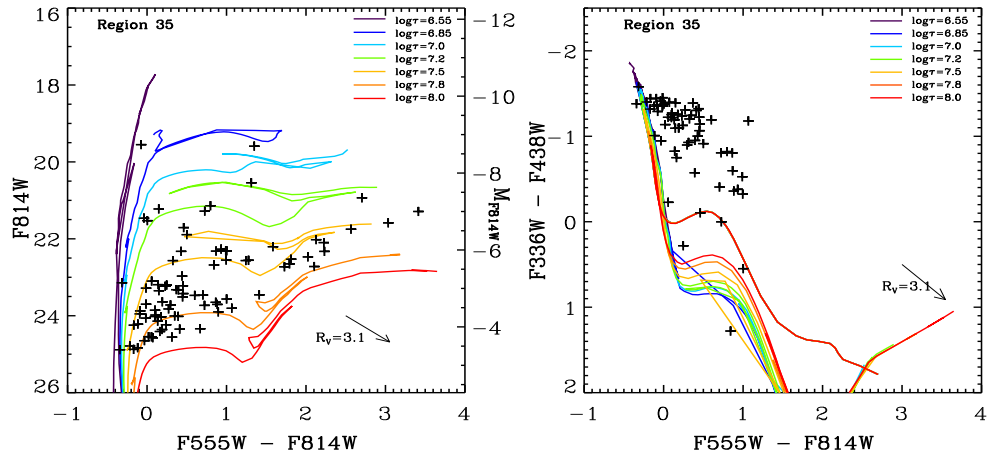 Region 35
logτ=6.55
logτ=6.85
logτ=7.0
logτ=7.2
logτ=7.5
logτ=7.8
logτ=8.0
16
18
20
22
24
26
F814W
−12
−10
−8
−6
−4
M_F814W
R_V=3.1
−1 0 1 2 3 4
F555W − F814W
Region 35
logτ=6.55
logτ=6.85
logτ=7.0
logτ=7.2
logτ=7.5
logτ=7.8
logτ=8.0
−2
−1
0
1
2
F336W − F438W
R_V=3.1
−1 0 1 2 3 4
F555W − F814W